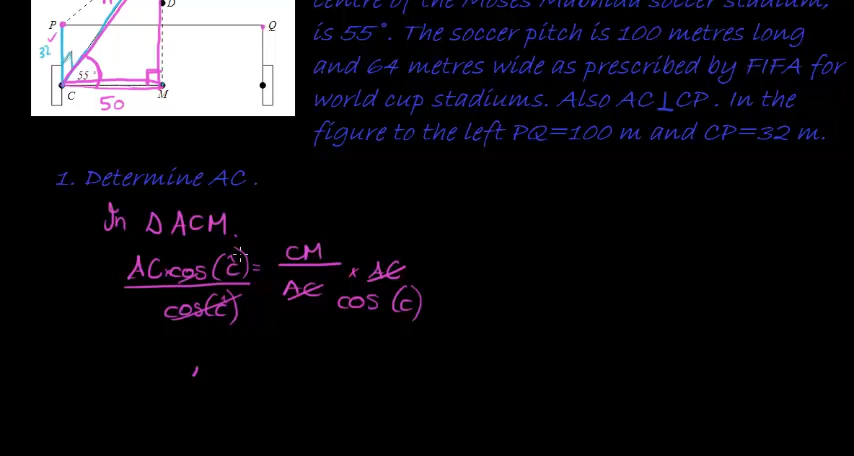 centre of the Moses Mabhida soccer stadium,
is 55°. The soccer pitch is 100 metres long
and 64 metres wide as prescribed by FIFA for
world cup stadiums. Also AC⊥CP. In the
figure to the left PQ=100 m and CP=32 m.
D
P
Q
32
55°
C
M
50
1. Determine AC.
In Δ ACM.
AC×cos(ĉ) = CM × AC
cos(ĉ) AC cos(c)